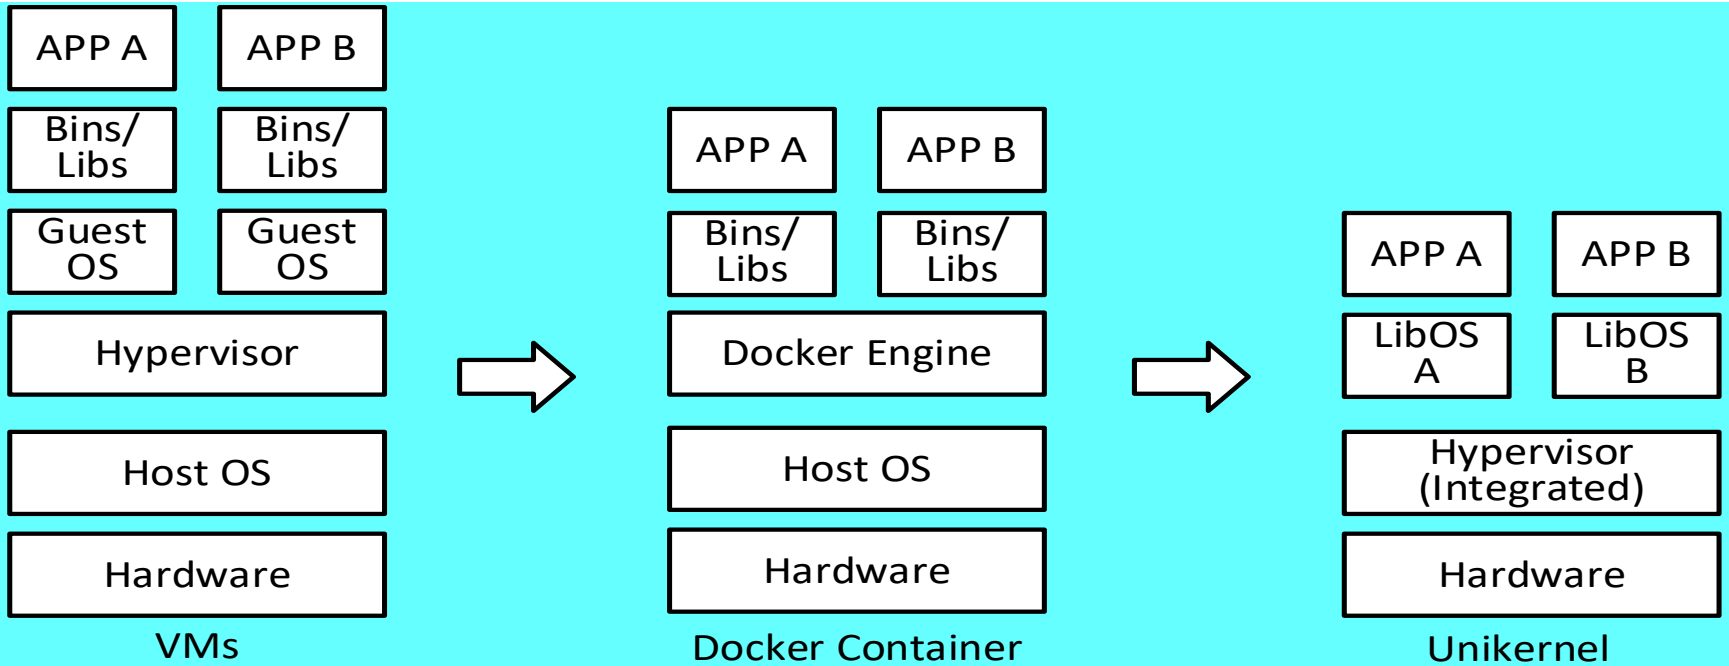 APP A
APP B
Bins/
Libs
Bins/
Libs
Guest
OS
Guest
OS
Hypervisor
Host OS
Hardware
VMs
APP A
APP B
Bins/
Libs
Bins/
Libs
Docker Engine
Host OS
Hardware
Docker Container
APP A
APP B
LibOS
A
LibOS
B
Hypervisor
(Integrated)
Hardware
Unikernel